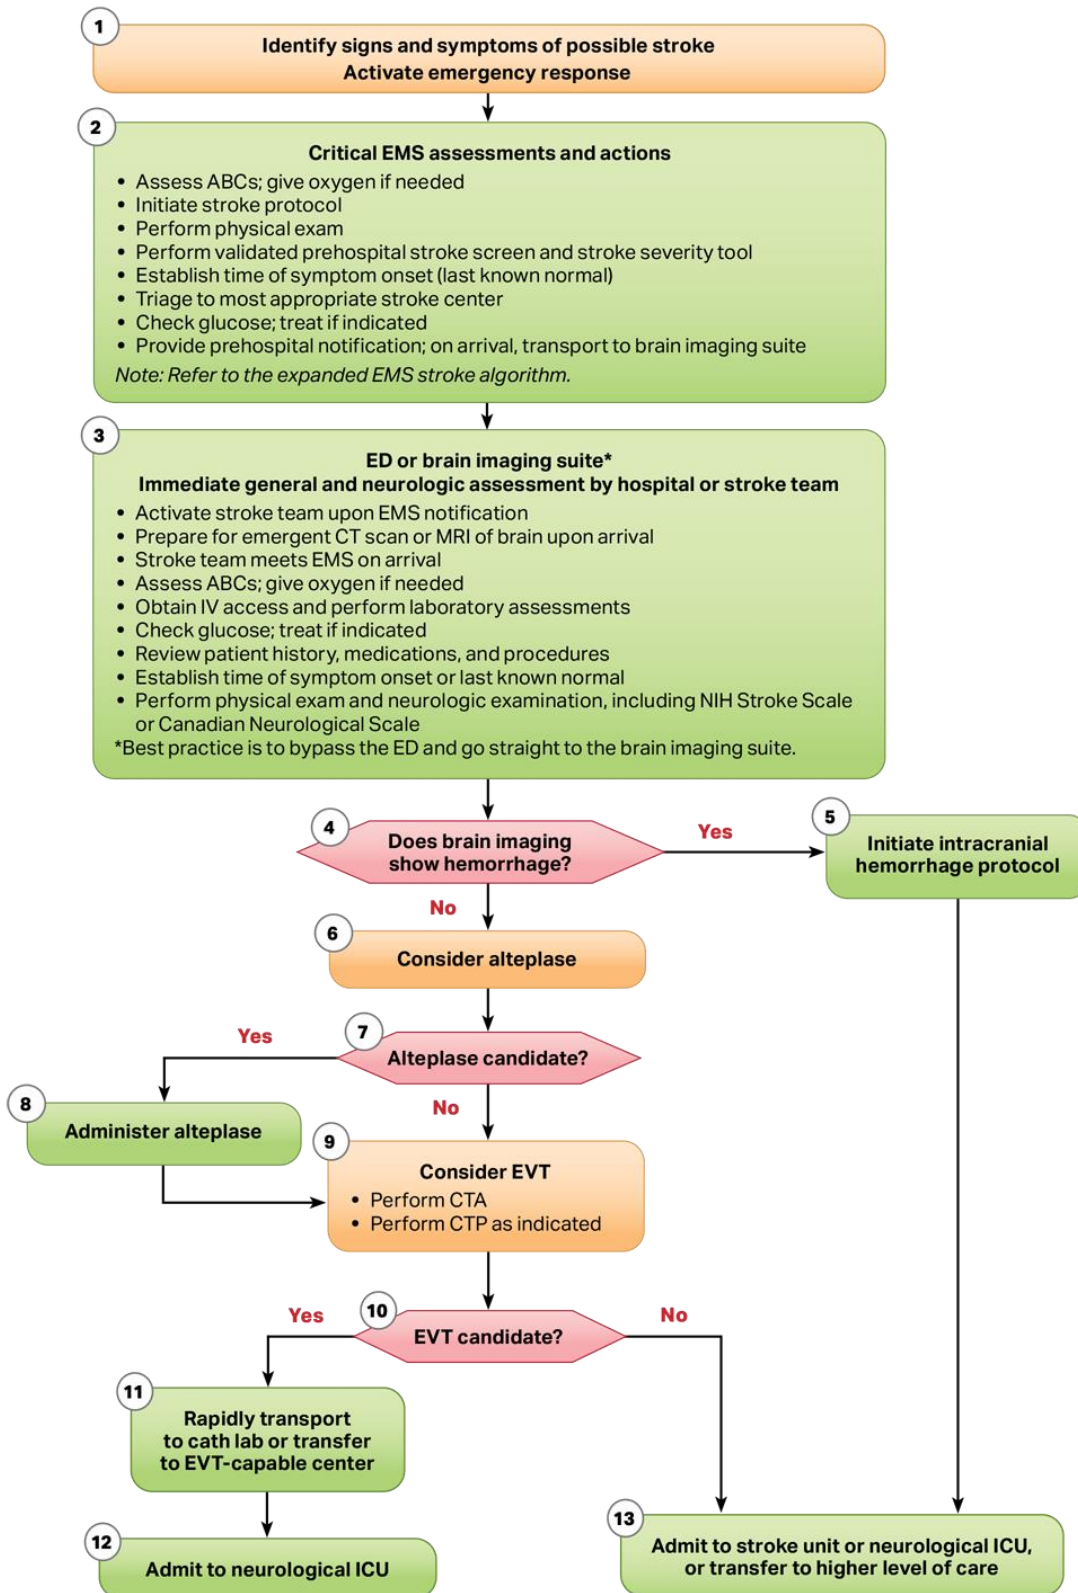 1
Identify signs and symptoms of possible stroke
Activate emergency response
2
Critical EMS assessments and actions
• Assess ABCs; give oxygen if needed
• Initiate stroke protocol
• Perform physical exam
• Perform validated prehospital stroke screen and stroke severity tool
• Establish time of symptom onset (last known normal)
• Triage to most appropriate stroke center
• Check glucose; treat if indicated
• Provide prehospital notification; on arrival, transport to brain imaging suite
Note: Refer to the expanded EMS stroke algorithm.
3
ED or brain imaging suite*
Immediate general and neurologic assessment by hospital or stroke team
• Activate stroke team upon EMS notification
• Prepare for emergent CT scan or MRI of brain upon arrival
• Stroke team meets EMS on arrival
• Assess ABCs; give oxygen if needed
• Obtain IV access and perform laboratory assessments
• Check glucose; treat if indicated
• Review patient history, medications, and procedures
• Establish time of symptom onset or last known normal
• Perform physical exam and neurologic examination, including NIH Stroke Scale
or Canadian Neurological Scale
*Best practice is to bypass the ED and go straight to the brain imaging suite.
4
Does brain imaging
show hemorrhage?
Yes
5
Initiate intracranial
hemorrhage protocol
No
6
Consider alteplase
7
Alteplase candidate?
Yes
8
Administer alteplase
No
9
Consider EVT
• Perform CTA
• Perform CTP as indicated
10
EVT candidate?
Yes
No
11
Rapidly transport
to cath lab or transfer
to EVT-capable center
12
Admit to neurological ICU
13
Admit to stroke unit or neurological ICU,
or transfer to higher level of care